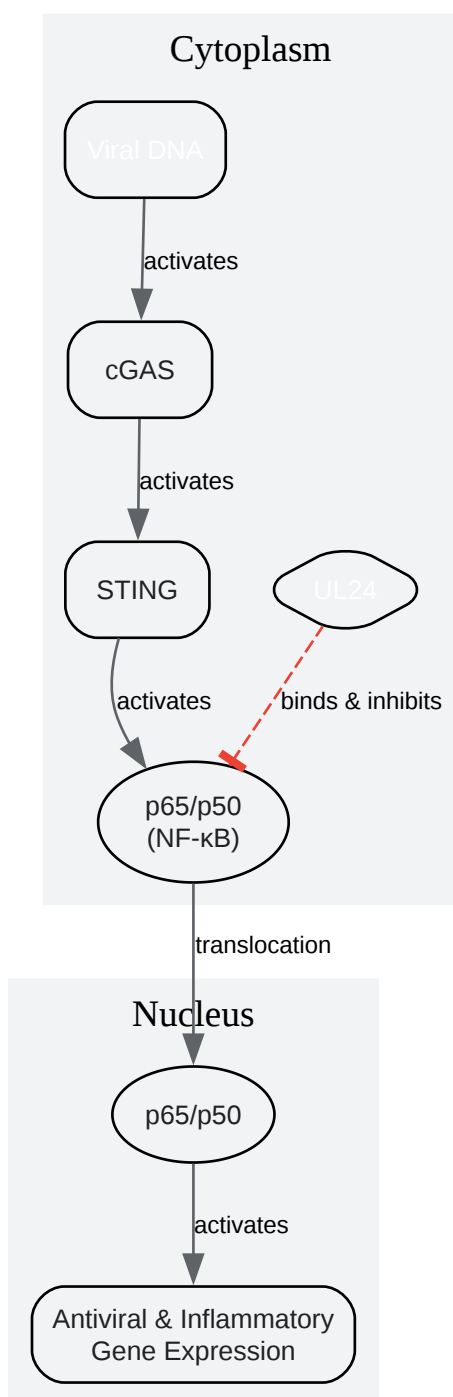 Cytoplasm
Viral DNA
activates
cGAS
activates
STING
UL24
activates
binds & inhibits
p65/p50
(NF-κB)
translocation
Nucleus
p65/p50
activates
Antiviral & Inflammatory
Gene Expression